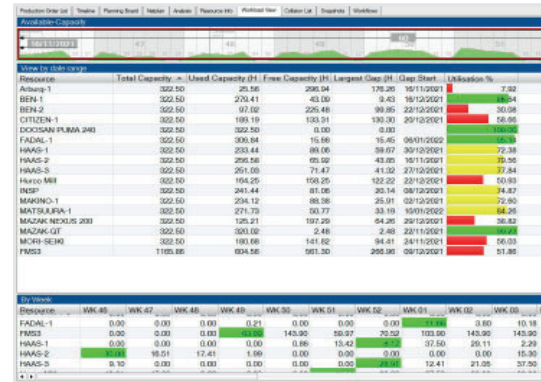 Production Order List Timeline Planning Board Analysis Resource Info Workload View Collision List Snapshots Workflows
Available-Capacity
10/11/2021
View by date range
Resource Total Capacity Used Capacity (H Free Capacity (H Largest Gap (H Gap Start Utilisation %
Arburg-1 322.50 25.56 296.94 176.26 16/11/2021 7.92
BEN-1 322.50 279.41 43.09 9.43 16/12/2021
BEN-2 322.50 97.02 225.48 99.85 22/12/2021 30.08
CITIZEN-1 322.50 189.19 133.31 130.30 20/12/2021 58.66
DOOSAN PUMA 240 322.50 322.50 0.00 0.00
FADAL-1 322.50 306.84 15.66 15.45 06/01/2022
HAAS-1 322.50 233.44 89.06 59.67 30/12/2021 72.38
HAAS-2 322.50 256.58 65.92 43.85 16/11/2021 79.56
HAAS-3 322.50 251.03 71.47 41.32 27/12/2021 77.84
Hurco Mill 322.50 164.25 158.25 122.22 22/12/2021 50.93
INSP 322.50 241.44 81.06 20.14 08/12/2021 74.87
MAKINO-1 322.50 234.12 88.38 25.91 02/12/2021 72.60
MATSUURA-1 322.50 271.73 50.77 33.19 10/01/2022 84.26
MAZAK NEXUS 200 322.50 125.21 197.29 64.26 29/12/2021 38.82
MAZAK-QT 322.50 320.02 2.48 2.48 22/11/2021
MORI-SEIKI 322.50 180.68 141.82 94.41 24/11/2021 56.03
FMS3 1165.86 604.56 561.30 265.96 09/12/2021 51.86
By Week
Resource WK 46 WK 47 WK 48 WK 49 WK 50 WK 51 WK 52 WK 01 WK 02 WK 03
FADAL-1 0.00 0.00 0.00 0.21 0.00 0.00 0.00 3.60 10.18
FMS3 0.00 0.00 0.00 143.90 59.97 70.52 103.90 143.90 143.90
HAAS-1 0.00 0.00 0.00 0.00 0.86 13.42 37.50 29.11 2.29
HAAS-2 16.51 17.41 1.99 0.00 0.00 0.00 0.00 0.00 15.30
HAAS-3 9.10 0.00 0.00 0.00 0.00 0.00 12.41 21.05 37.50